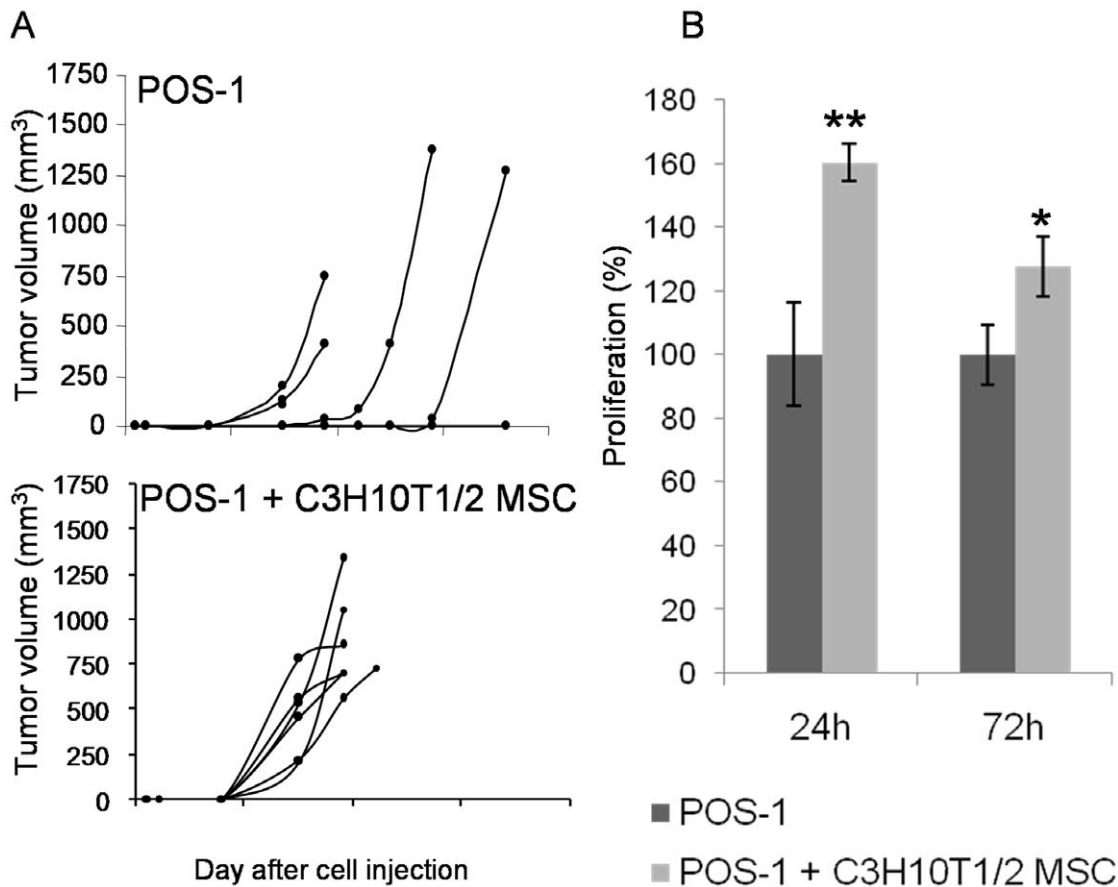 A
POS-1
Tumor volume (mm³)
1750
1500
1250
1000
750
500
250
0
POS-1 + C3H10T1/2 MSC
Tumor volume (mm³)
1750
1500
1250
1000
750
500
250
0
Day after cell injection
B
Proliferation (%)
180
160
140
120
100
80
60
40
20
0
**
*
24h 72h
POS-1
POS-1 + C3H10T1/2 MSC